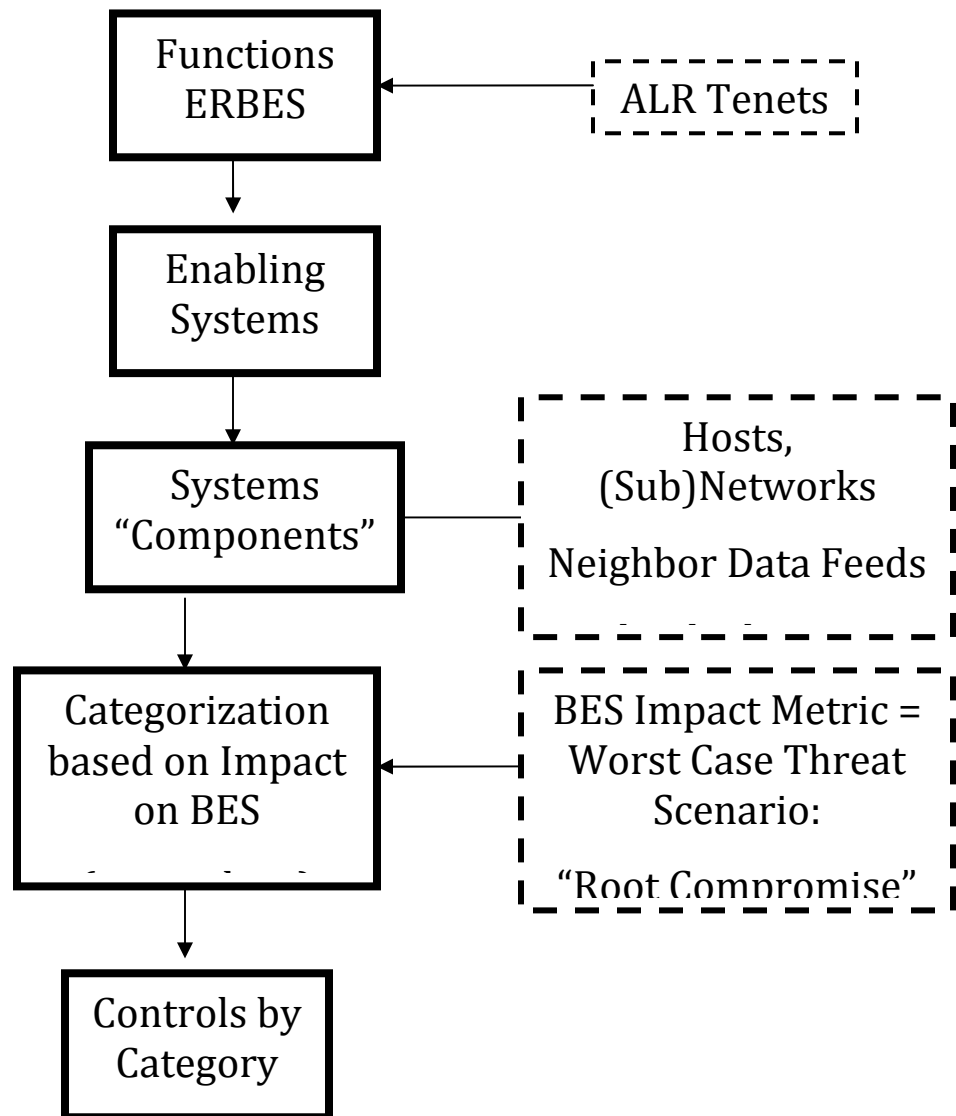 Functions
ERBES
ALR Tenets
Enabling
Systems
Systems
“Components”
Hosts,
(Sub)Networks
Neighbor Data Feeds
Categorization
based on Impact
on BES
BES Impact Metric =
Worst Case Threat
Scenario:
“Root Compromise”
Controls by
Category